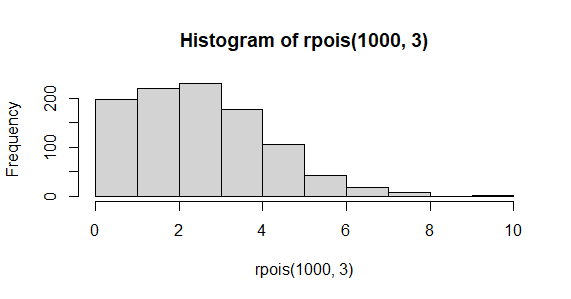 Histogram of rpois(1000, 3)
Frequency
200
100
0
0 2 4 6 8 10
rpois(1000, 3)